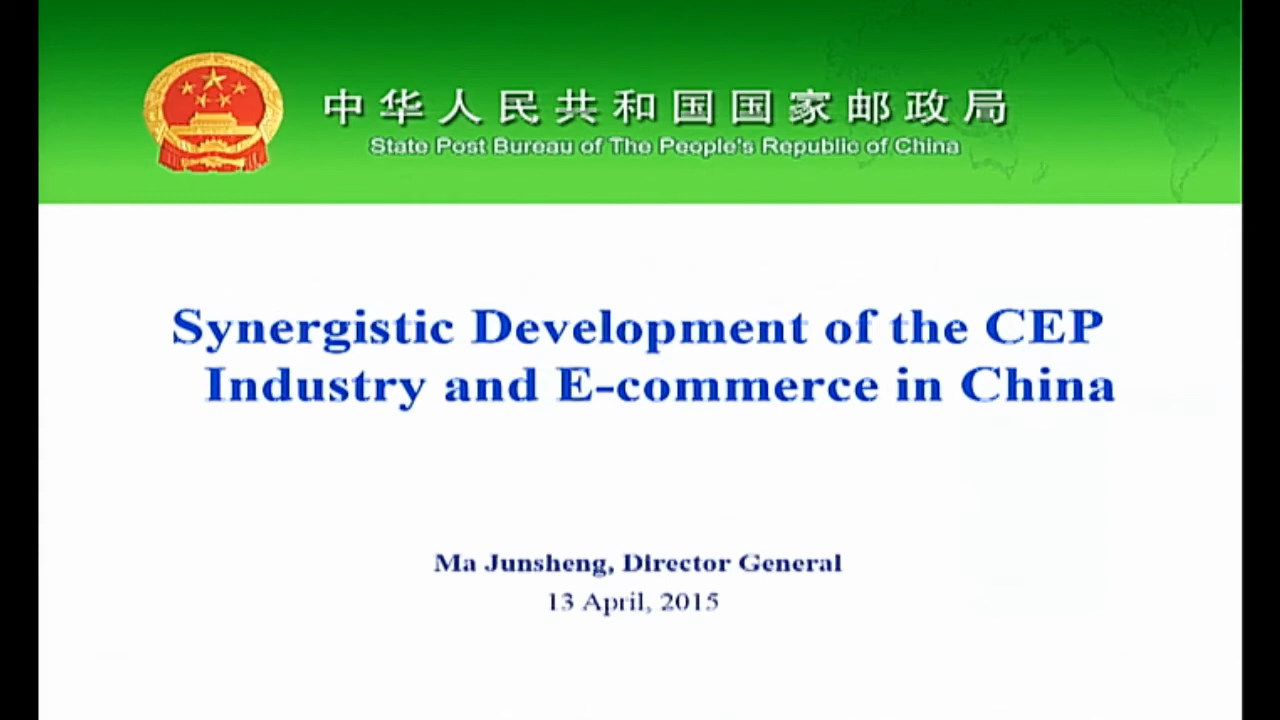 中华人民共和国国家邮政局
State Post Bureau of The People's Republic of China
Synergistic Development of the CEP
Industry and E-commerce in China
Ma Junsheng, Director General
13 April, 2015